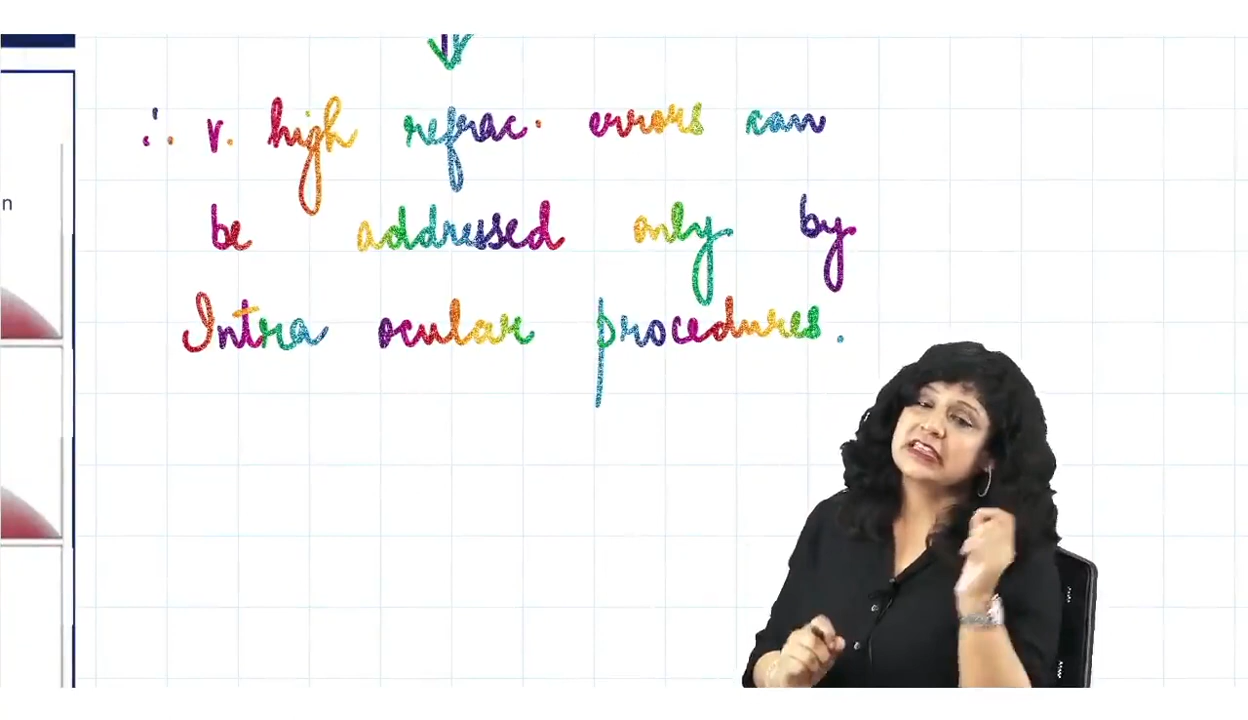 ∴ v. high refrac. errors can
be addressed only by
Intra ocular procedures.
n